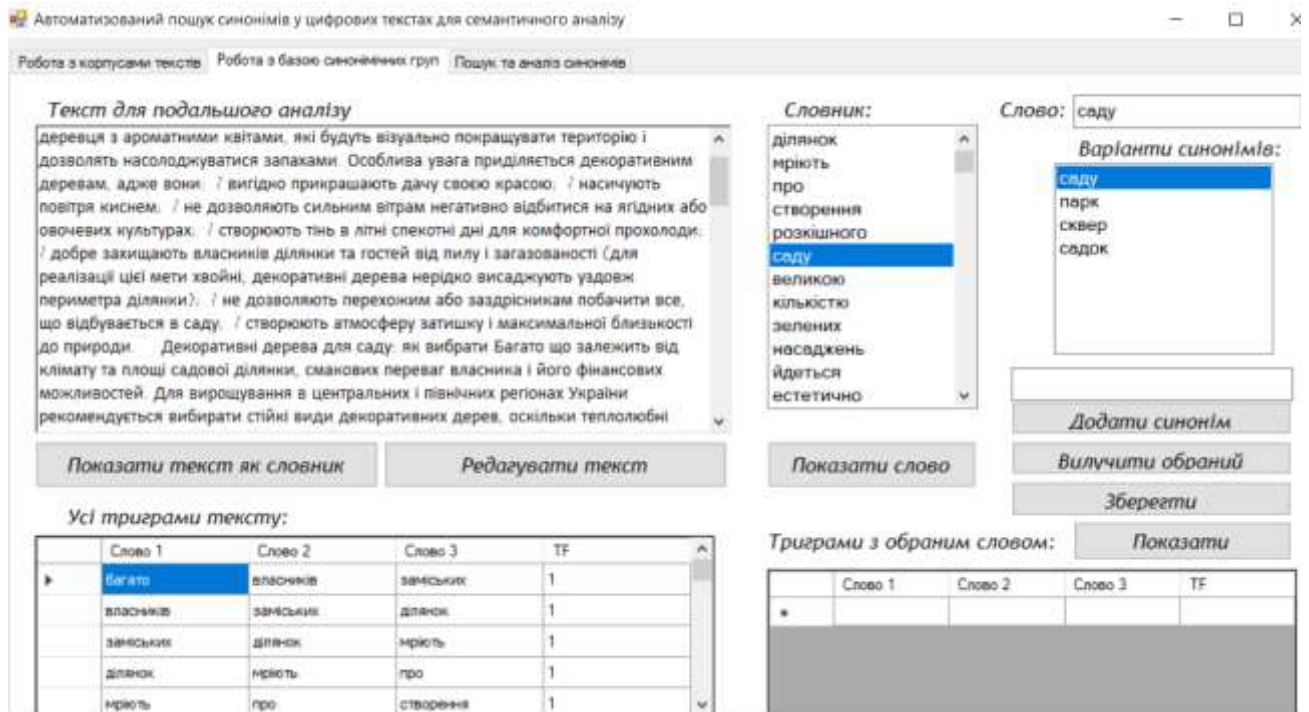 Автоматизований пошук синонімів у цифрових текстах для семантичного аналізу
Робота з корпусами текстів Робота з базою синонімічних груп Пошук та аналіз синонімів
Текст для подальшого аналізу
деревця з ароматними квітами, які будуть візуально покращувати територію і
дозволять насолоджуватися запахами. Особлива увага приділяється декоративним
деревам, адже вони: / вигідно прикрашають дачу своєю красою; / насичують
повітря киснем; / не дозволяють сильним вітрам негативно відбитися на ягідних або
овочевих культурах; / створюють тінь в літні спекотні дні для комфортної прохолоди;
/ добре захищають власників ділянки та гостей від пилу і загазованості (для
реалізації цієї мети хвойні, декоративні дерева нерідко висаджують уздовж
периметра ділянки); / не дозволяють перехожим або заздрісникам побачити все,
що відбувається в саду; / створюють атмосферу затишку і максимальної близькості
до природи. Декоративні дерева для саду: як вибрати Багато що залежить від
клімату та площі садової ділянки, смакових переваг власника і його фінансових
можливостей. Для вирощування в центральних і північних регіонах України
рекомендується вибирати стійкі види декоративних дерев, оскільки теплолюбні
Показати текст як словник Редагувати текст
Словник:
ділянок
мріють
про
створення
розкішного
саду
великою
кількістю
зелених
насаджень
йдеться
естетично
Показати слово
Слово: саду
Варіанти синонімів:
саду
парк
сквер
садок
Додати синонім
Вилучити обраний
Зберегти
Усі триграми тексту:
Слово 1 Слово 2 Слово 3 TF
багато власників заміських 1
власників заміських ділянок 1
заміських ділянок мріють 1
ділянок мріють про 1
мріють про створення 1
Триграми з обраним словом: Показати
Слово 1 Слово 2 Слово 3 TF